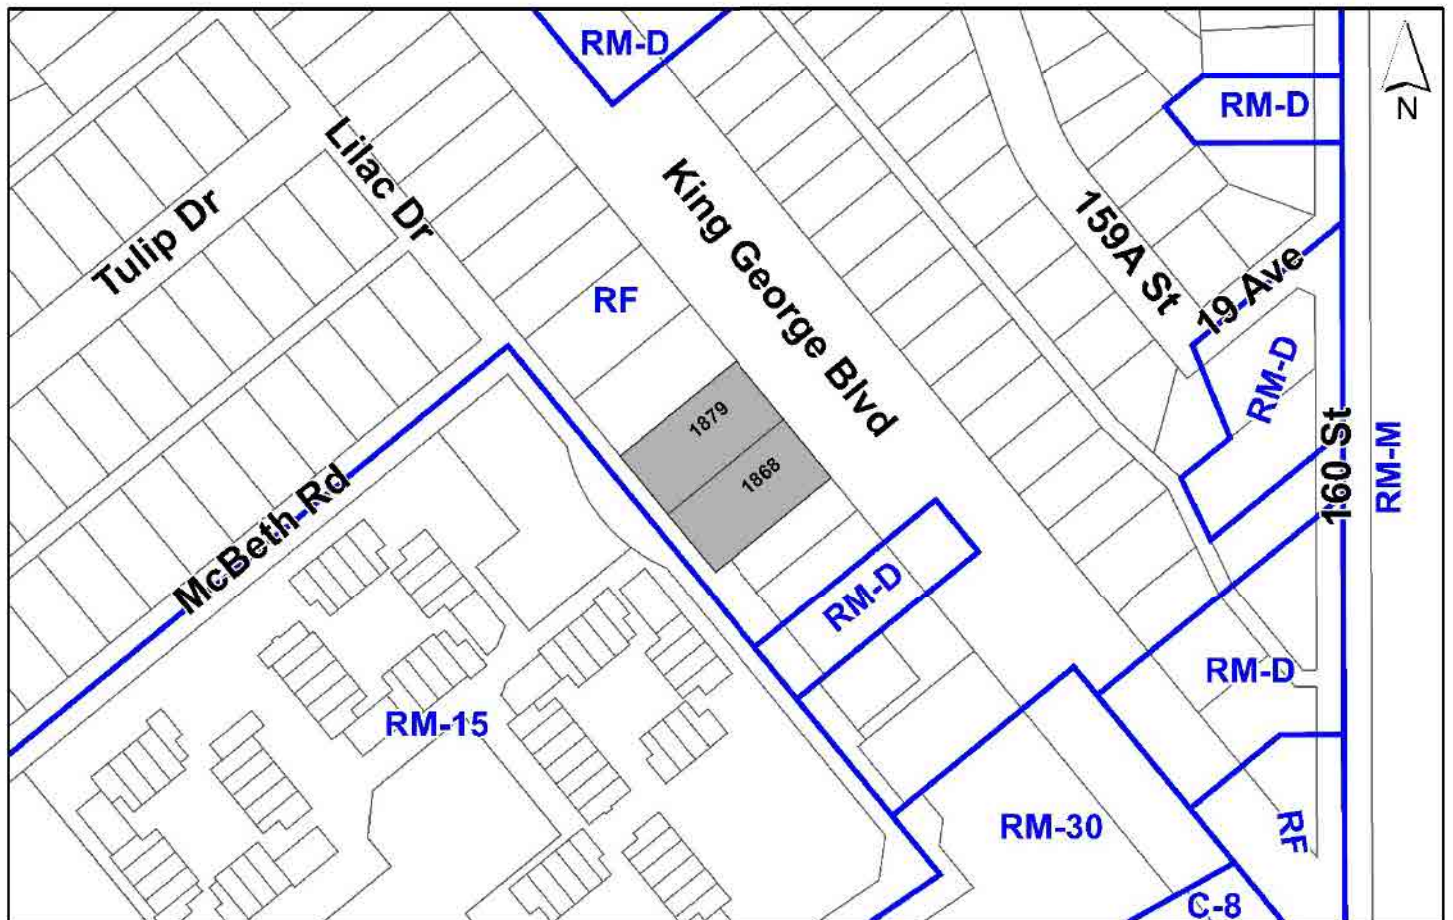 RM-D
RM-D
N
Lilac Dr
Tulip Dr
King George Blvd
159A St
19 Ave
RF
RM-D
1879
1868
160 St
RM-M
McBeth Rd
RM-D
RM-D
RM-15
RM-30
RF
C-8